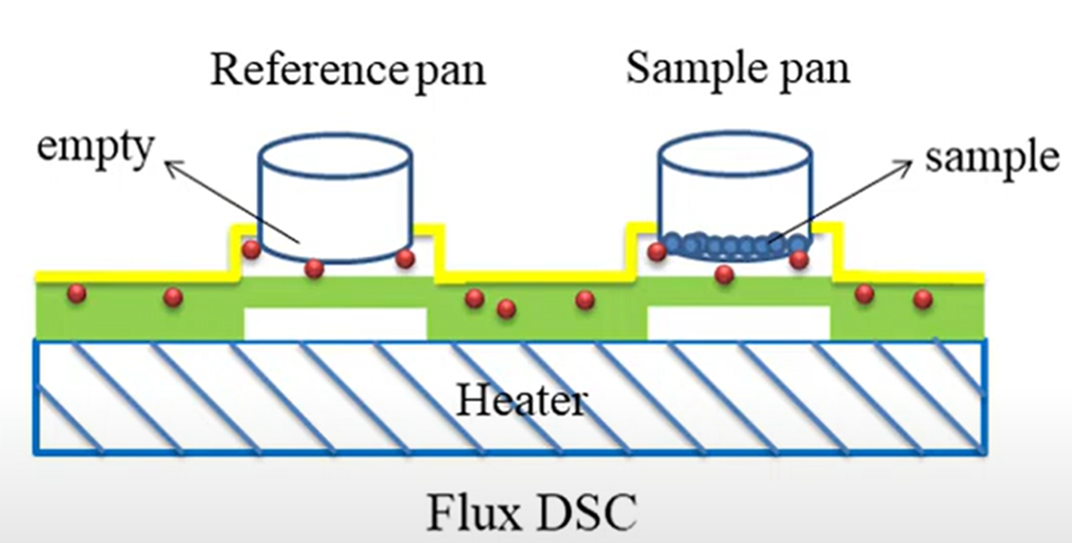 Reference pan
Sample pan
empty
sample
Heater
Flux DSC